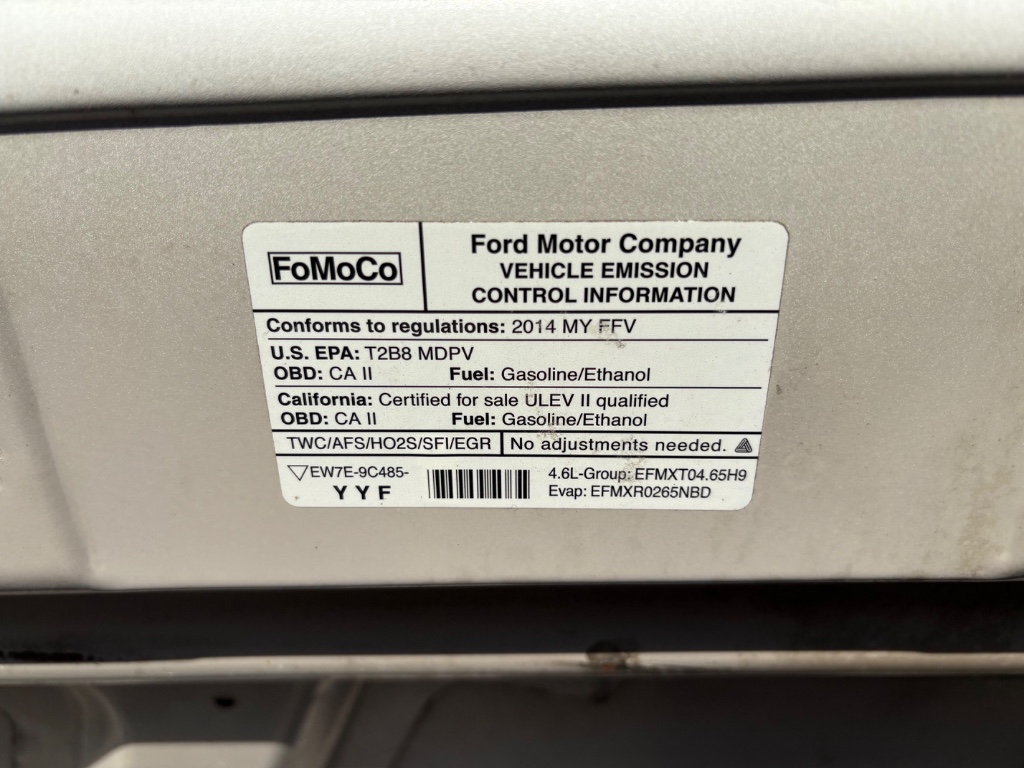 FoMoCo
Ford Motor Company
VEHICLE EMISSION
CONTROL INFORMATION
Conforms to regulations: 2014 MY FFV
U.S. EPA: T2B8 MDPV
OBD: CA II Fuel: Gasoline/Ethanol
California: Certified for sale ULEV II qualified
OBD: CA II Fuel: Gasoline/Ethanol
TWC/AFS/HO2S/SFI/EGR No adjustments needed.
EW7E-9C485-
Y Y F
4.6L-Group: EFMXT04.65H9
Evap: EFMXR0265NBD